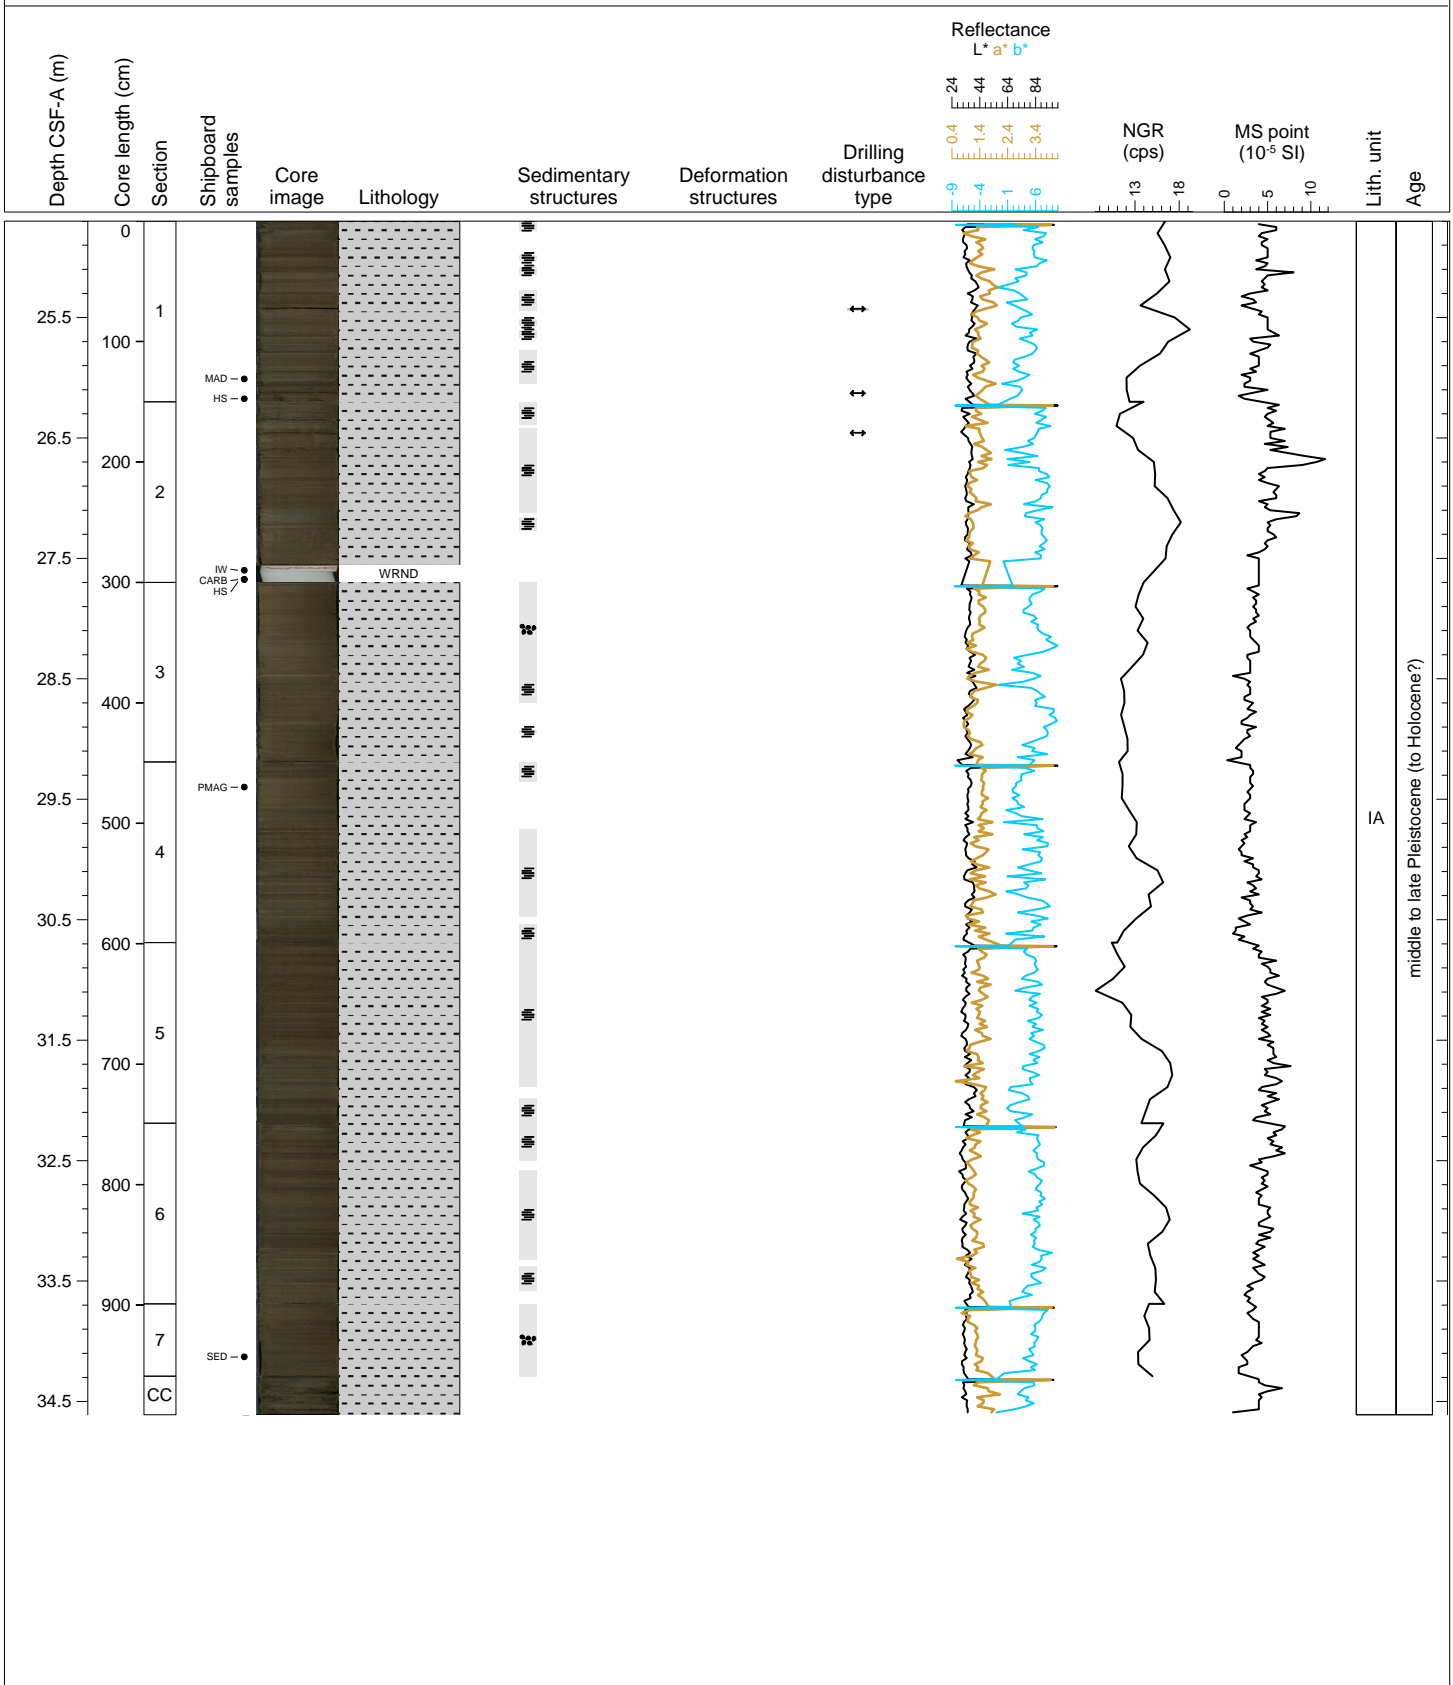 Reflectance
L* a* b*
24 44 64 84
0.4 1.4 2.4 3.4
-9 -4 1 6
Depth CSF-A (m)
Core length (cm)
Section
Shipboard
samples
Core
image
Lithology
Sedimentary
structures
Deformation
structures
Drilling
disturbance
type
NGR
(cps)
13 18
MS point
(10-5 SI)
0 5 10
Lith. unit
Age
0
1
25.5
100
MAD
HS
26.5
200
2
27.5
IW
CARB
HS
300
WRND
3
28.5
400
PMAG
29.5
500
4
IA
middle to late Pleistocene (to Holocene?)
30.5
600
5
31.5
700
32.5
800
6
33.5
900
7
SED
CC
34.5